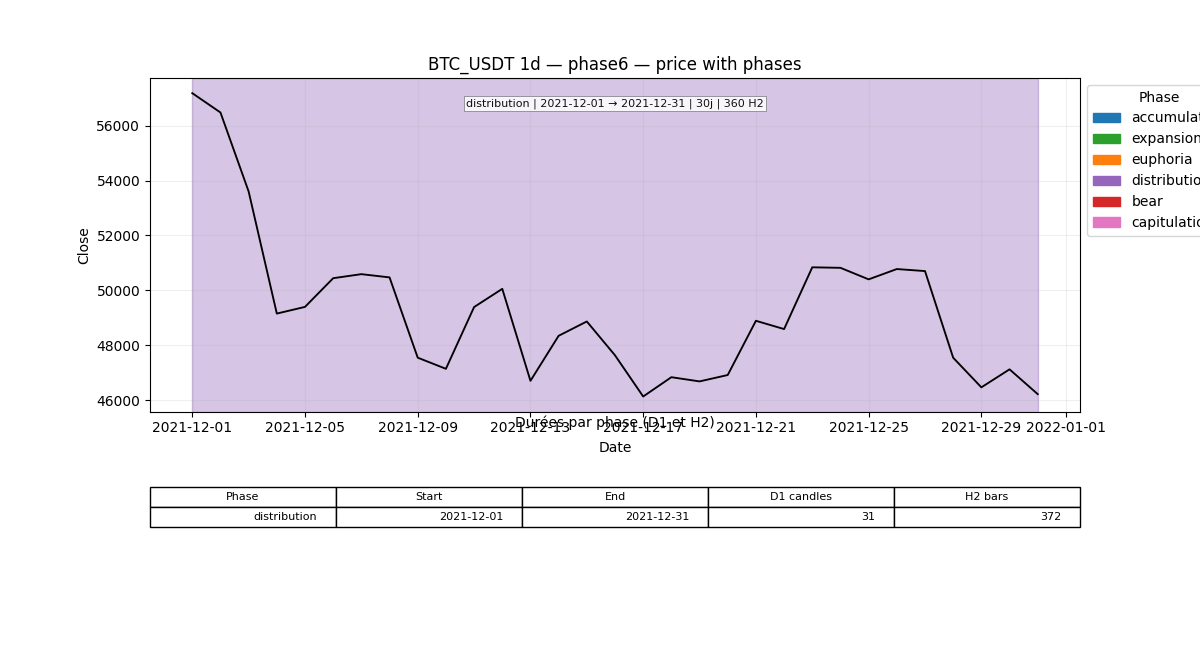 BTC_USDT 1d — phase6 — price with phases
distribution | 2021-12-01 → 2021-12-31 | 30j | 360 H2
Close
56000
54000
52000
50000
48000
46000
Phase
accumulat
expansion
euphoria
distributio
bear
capitulatio
Durées par phase (D1 et H2)
2021-12-01 2021-12-05 2021-12-09 2021-12-13 2021-12-17 2021-12-21 2021-12-25 2021-12-29 2022-01-01
Date
Phase Start End D1 candles H2 bars
distribution 2021-12-01 2021-12-31 31 372